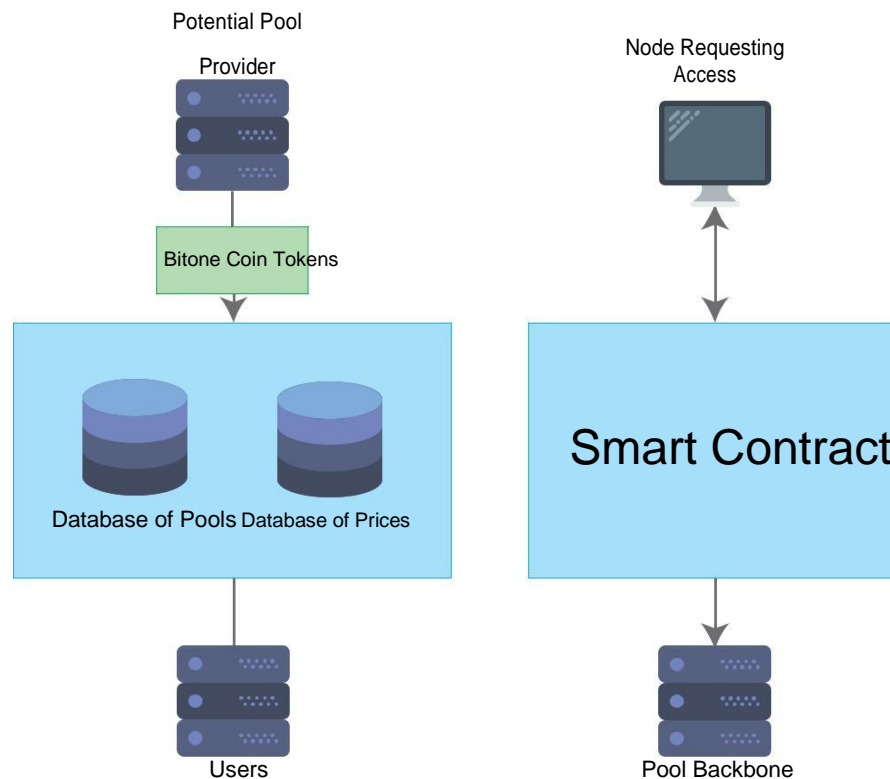 Potential Pool
Provider
Bitone Coin Tokens
Database of Pools
Database of Prices
Users
Node Requesting
Access
Smart Contract
Pool Backbone